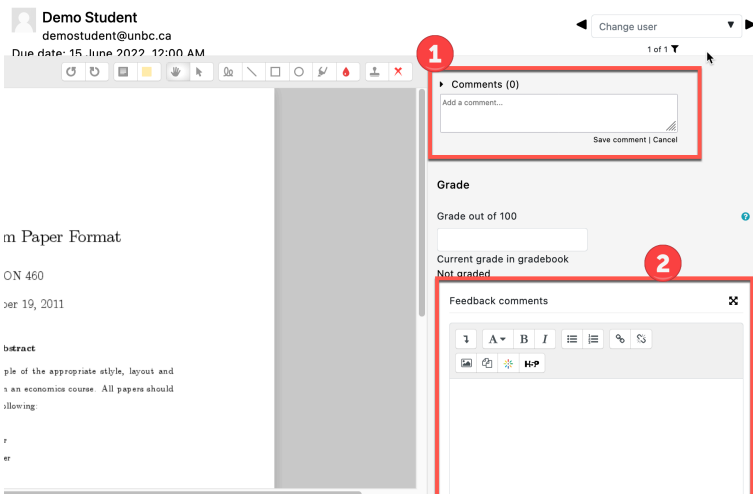 Demo Student
demostudent@unbc.ca
Due date: 15 June 2022, 12:00 AM
Change user
1 of 1
1
Comments (0)
Add a comment...
Save comment | Cancel
Grade
Grade out of 100
Current grade in gradebook
Not graded
2
Feedback comments
A B I
H5P
m Paper Format
ON 460
ber 19, 2011
bstract
ple of the appropriate stlyle, layout and
n an economics course. All papers should
ollowing:
r
er